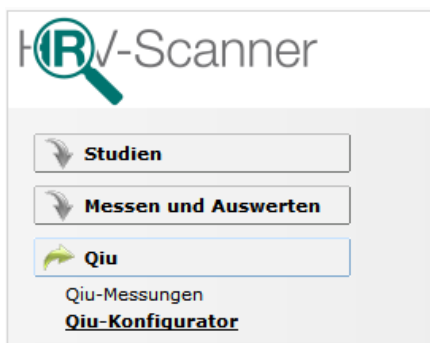 HRV-Scanner
Studien
Messen und Auswerten
Qiu
Qiu-Messungen
Qiu-Konfigurator